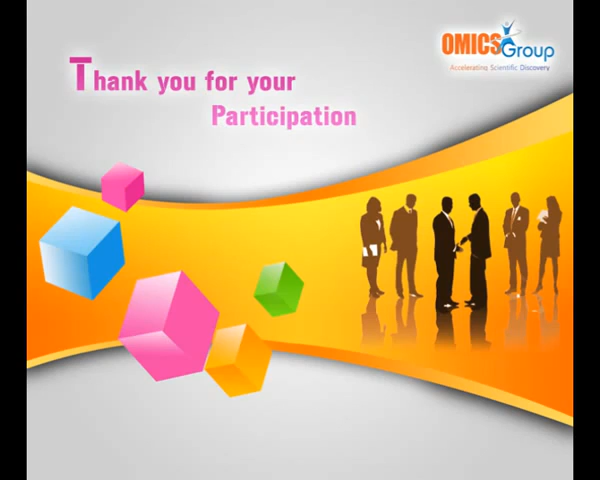 OMICS Group
Accelerating Scientific Discovery
Thank you for your
Participation